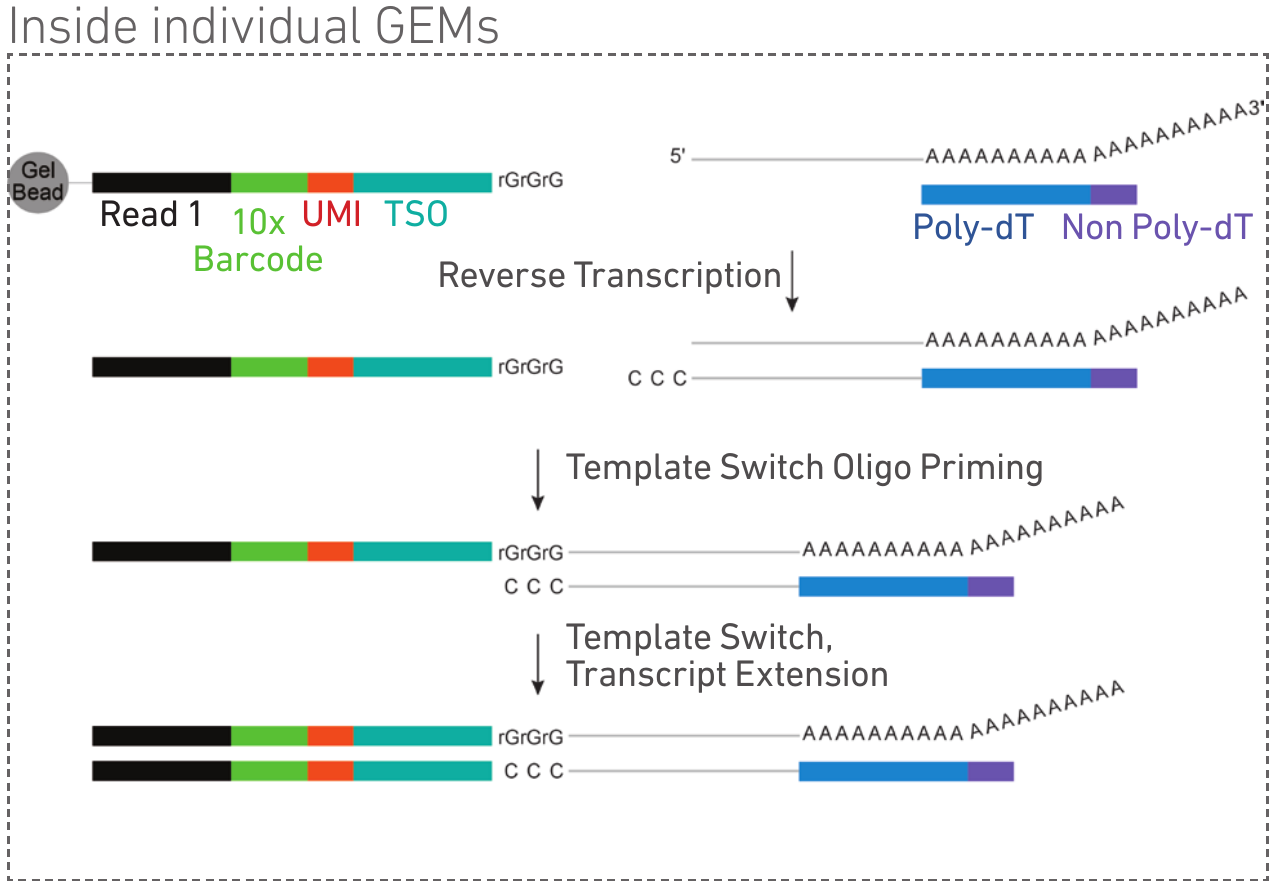 Inside individual GEMs
Gel
Bead
rGrGrG
Read 1
10x
Barcode
UMI
TSO
5'
AAAAAAAAAA
AAAAAAAAAA3'
Poly-dT
Non Poly-dT
Reverse Transcription
rGrGrG
AAAAAAAAAA
AAAAAAAAAA
C C C
Template Switch Oligo Priming
rGrGrG
AAAAAAAAAA
AAAAAAAAAA
C C C
Template Switch,
Transcript Extension
rGrGrG
AAAAAAAAAA
AAAAAAAAAA
C C C